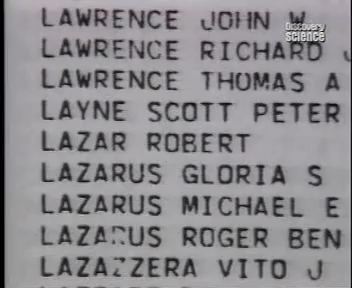 LAWRENCE JOHN W
Discovery
science
LAWRENCE RICHARD J
LAWRENCE THOMAS A
LAYNE SCOTT PETER
LAZAR ROBERT
LAZARUS GLORIA S
LAZARUS MICHAEL E
LAZARUS ROGER BEN
LAZAZZERA VITO J